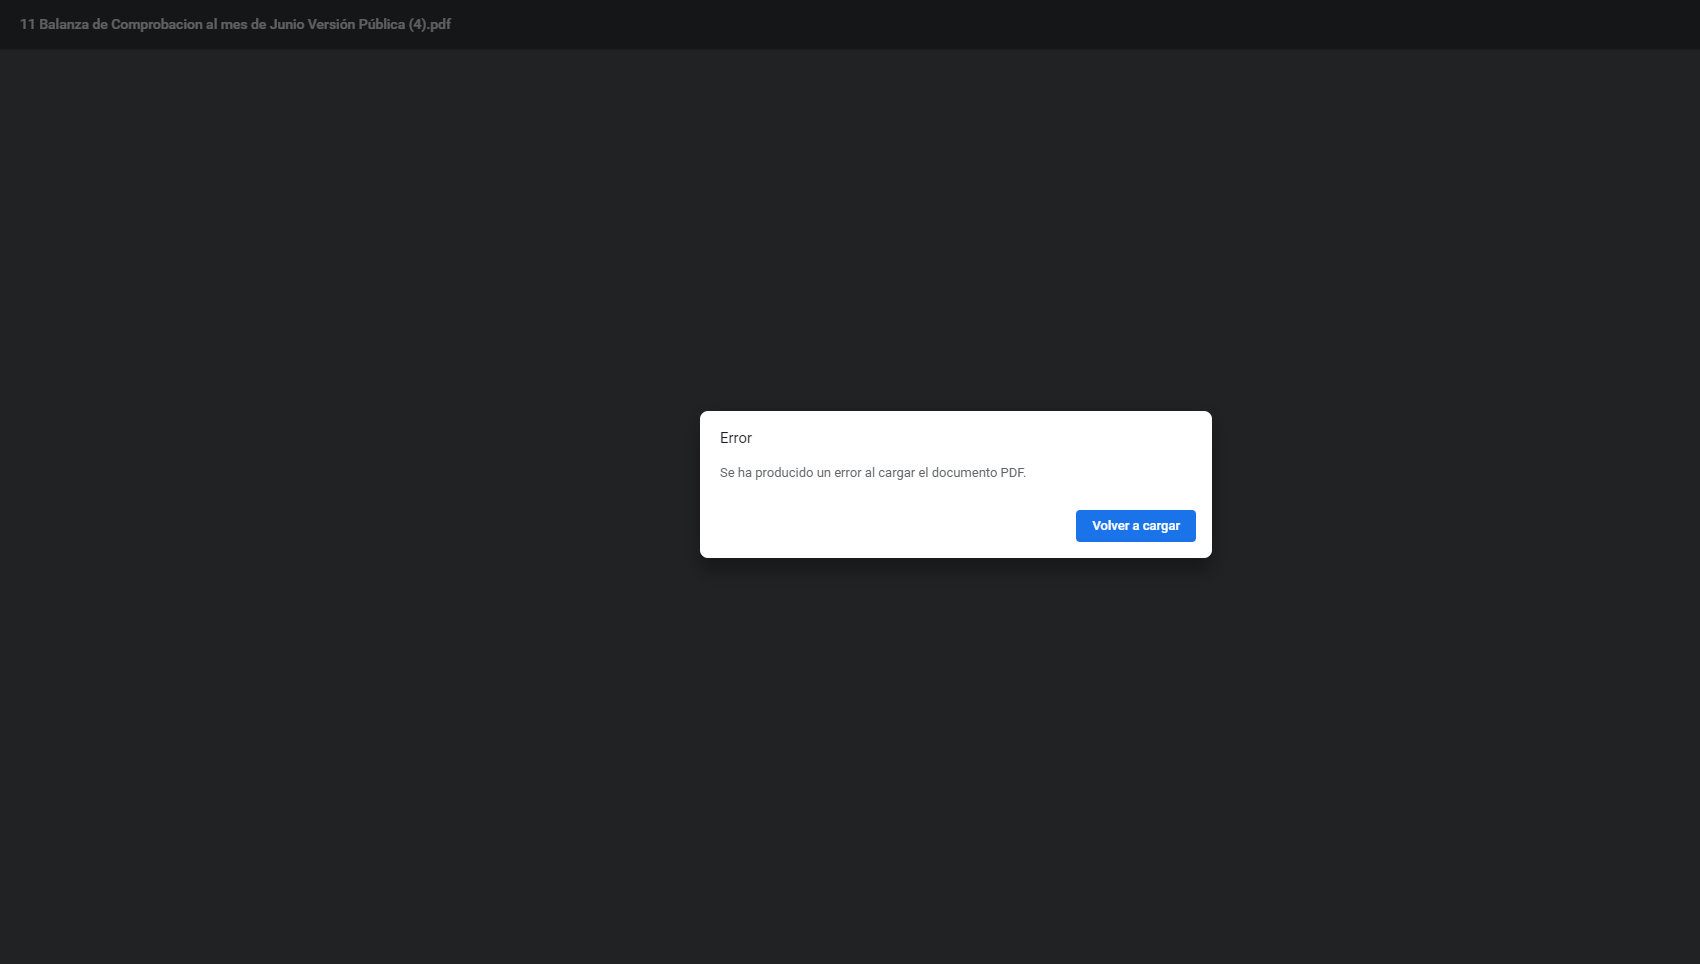 11 Balanza de Comprobacion al mes de Junio Versión Pública (4).pdf
Error
Se ha producido un error al cargar el documento PDF.
Volver a cargar